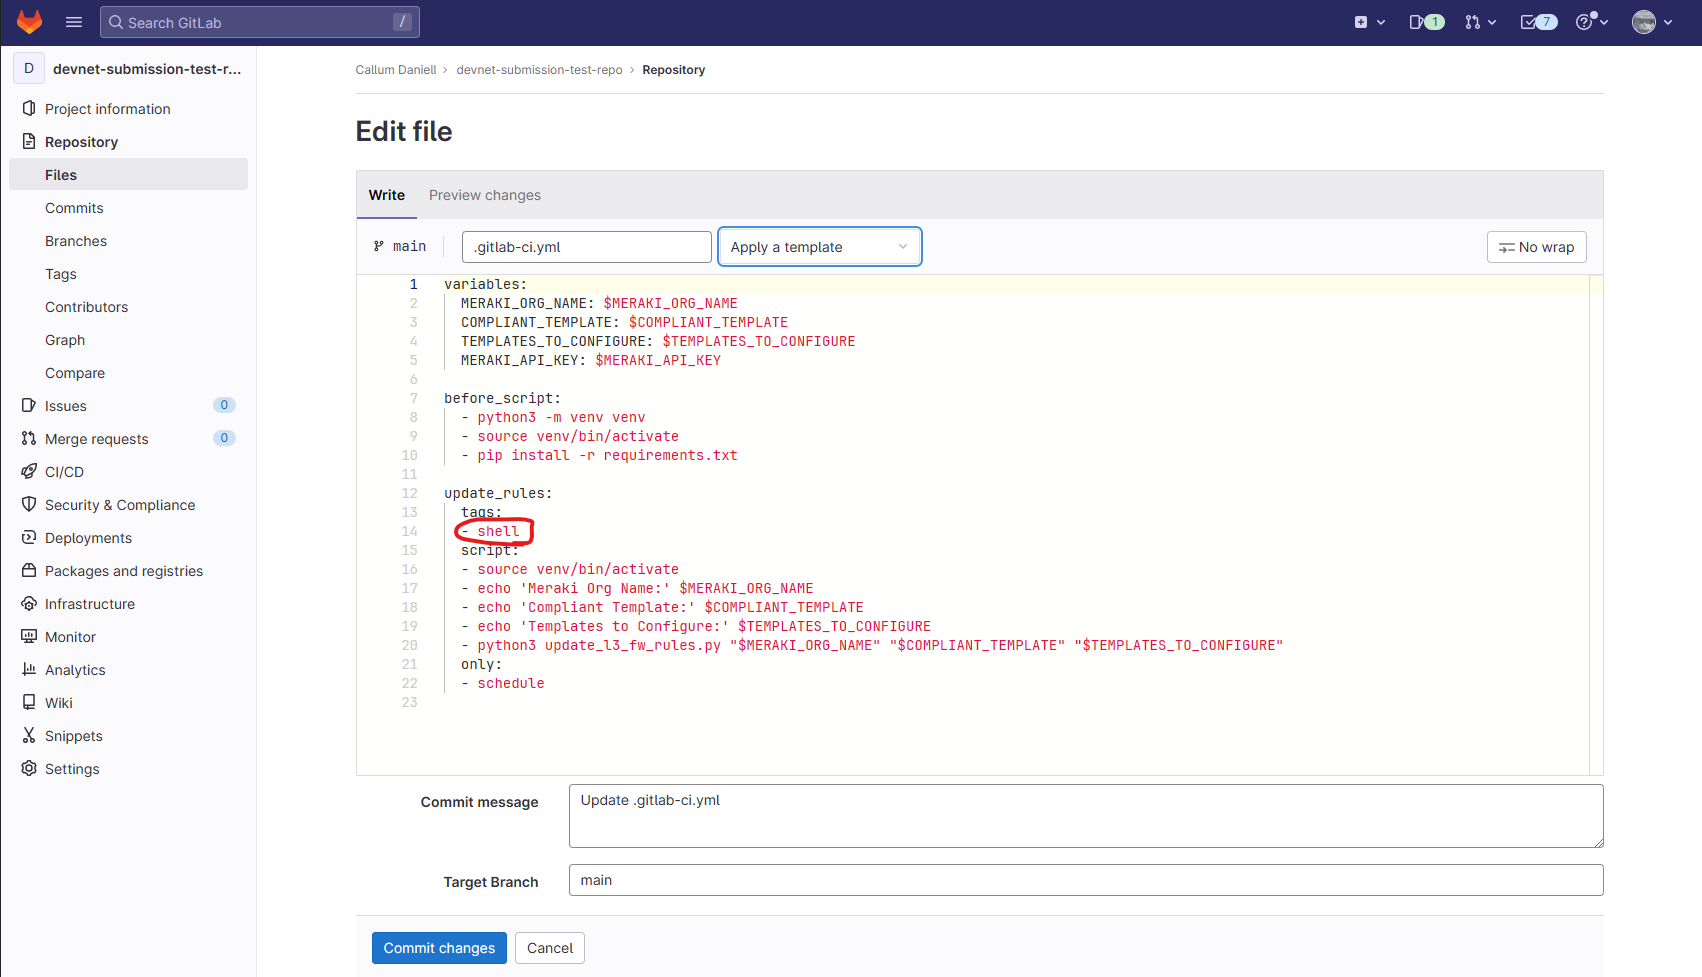 Search GitLab /
1
7
D devnet-submission-test-r...
Project information
Repository
Files
Commits
Branches
Tags
Contributors
Graph
Compare
Issues 0
Merge requests 0
CI/CD
Security & Compliance
Deployments
Packages and registries
Infrastructure
Monitor
Analytics
Wiki
Snippets
Settings
Callum Daniell › devnet-submission-test-repo › Repository
Edit file
Write Preview changes
main .gitlab-ci.yml Apply a template No wrap
1 variables:
2 MERAKI_ORG_NAME: $MERAKI_ORG_NAME
3 COMPLIANT_TEMPLATE: $COMPLIANT_TEMPLATE
4 TEMPLATES_TO_CONFIGURE: $TEMPLATES_TO_CONFIGURE
5 MERAKI_API_KEY: $MERAKI_API_KEY
6
7 before_script:
8 - python3 -m venv venv
9 - source venv/bin/activate
10 - pip install -r requirements.txt
11
12 update_rules:
13 tags:
14 - shell
15 script:
16 - source venv/bin/activate
17 - echo 'Meraki Org Name:' $MERAKI_ORG_NAME
18 - echo 'Compliant Template:' $COMPLIANT_TEMPLATE
19 - echo 'Templates to Configure:' $TEMPLATES_TO_CONFIGURE
20 - python3 update_l3_fw_rules.py "$MERAKI_ORG_NAME" "$COMPLIANT_TEMPLATE" "$TEMPLATES_TO_CONFIGURE"
21 only:
22 - schedule
23
Commit message Update .gitlab-ci.yml
Target Branch main
Commit changes Cancel